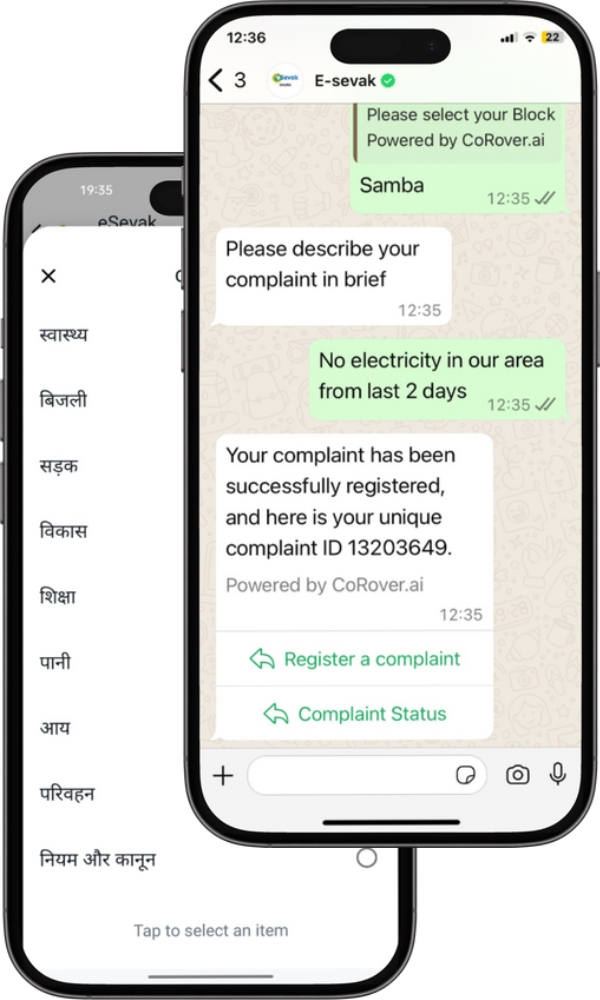 12:36
22
3
E-sevak
Please select your Block
Powered by CoRover.ai
Samba
12:35
Please describe your
complaint in brief
12:35
No electricity in our area
from last 2 days
12:35
Your complaint has been
successfully registered,
and here is your unique
complaint ID 13203649.
Powered by CoRover.ai
12:35
Register a complaint
Complaint Status
19:35
eSevak
स्वास्थ्य
बिजली
सड़क
विकास
शिक्षा
पानी
आय
परिवहन
नियम और कानून
Tap to select an item